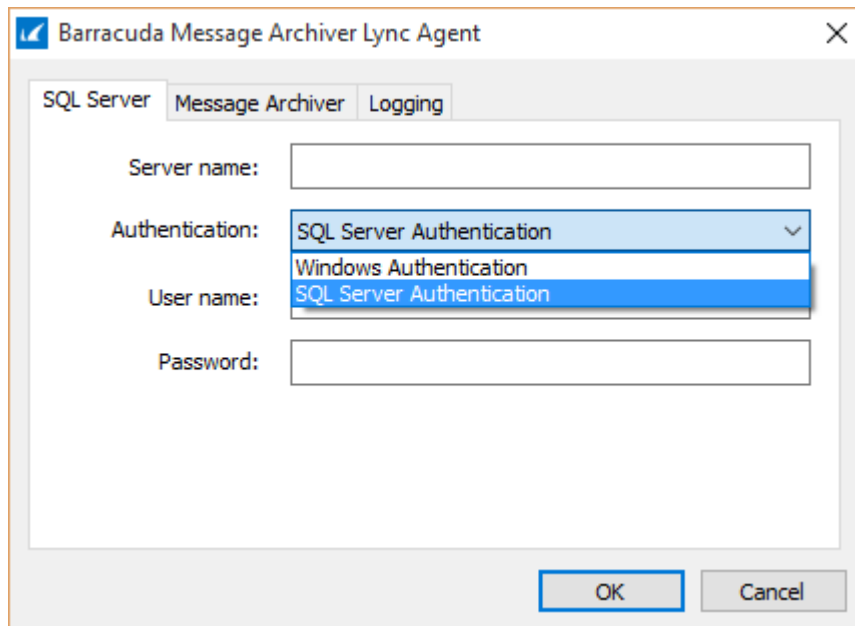 Barracuda Message Archiver Lync Agent
SQL Server Message Archiver Logging
Server name:
Authentication: SQL Server Authentication
Windows Authentication
SQL Server Authentication
User name:
Password:
OK Cancel